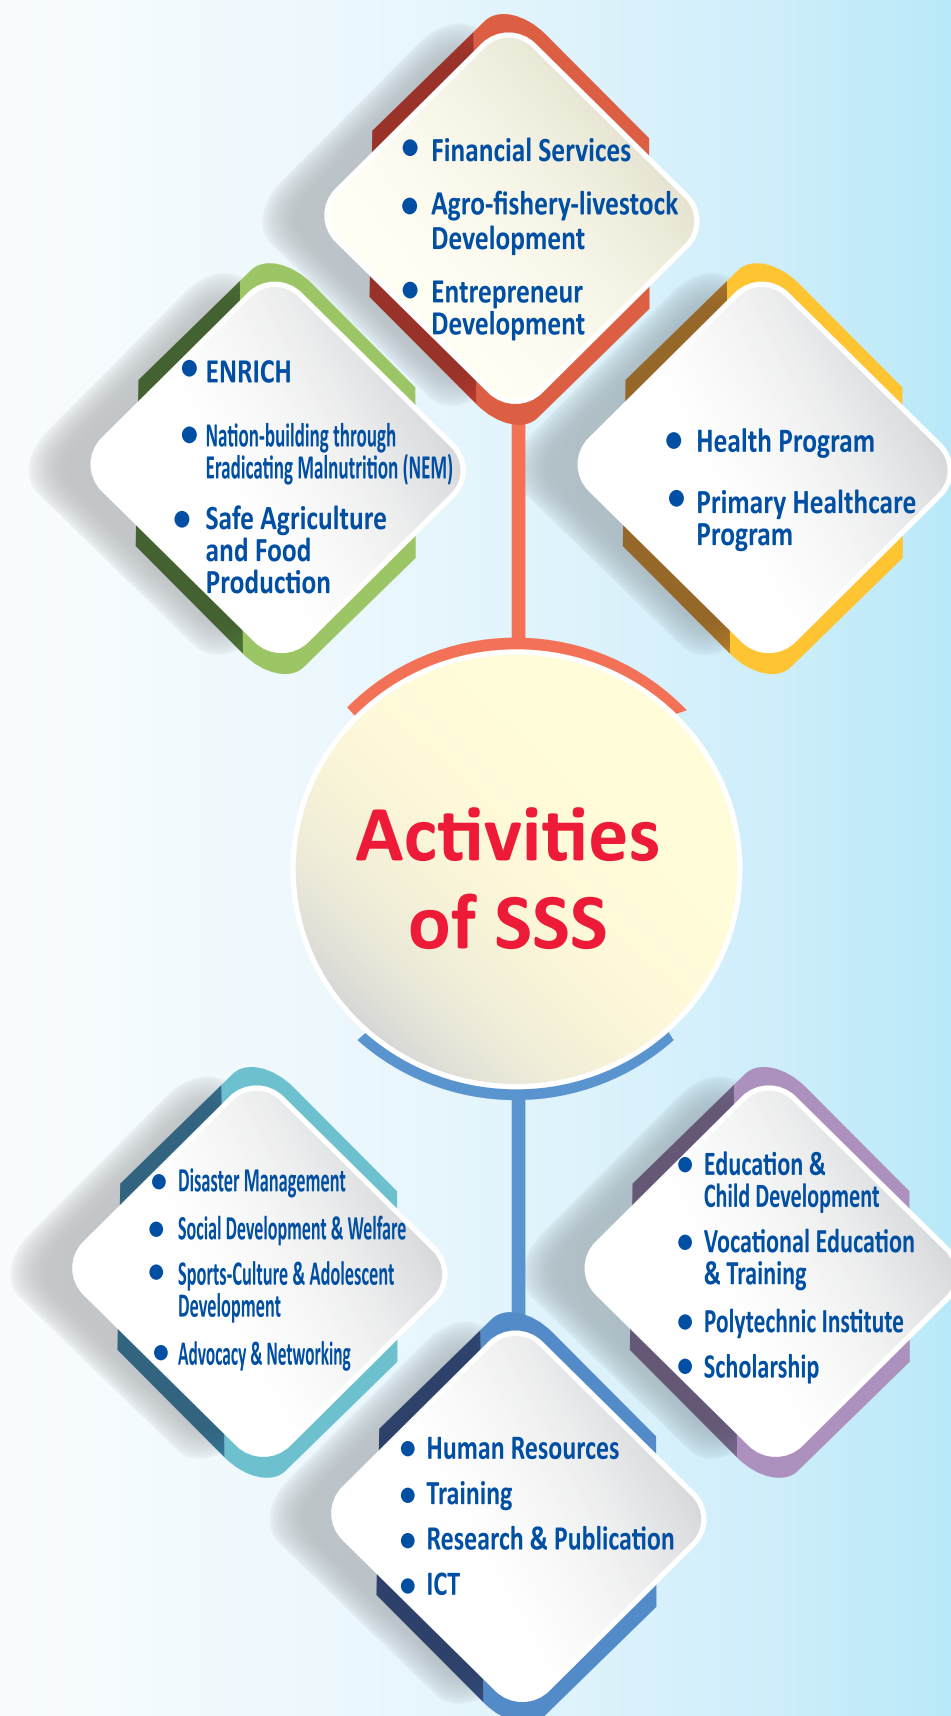 Financial Services
Agro-fishery-livestock
Development
Entrepreneur
Development
ENRICH
Nation-building through
Eradicating Malnutrition (NEM)
Safe Agriculture
and Food
Production
Health Program
Primary Healthcare
Program
Activities
of SSS
Disaster Management
Social Development & Welfare
Sports-Culture & Adolescent
Development
Advocacy & Networking
Education &
Child Development
Vocational Education
& Training
Polytechnic Institute
Scholarship
Human Resources
Training
Research & Publication
ICT